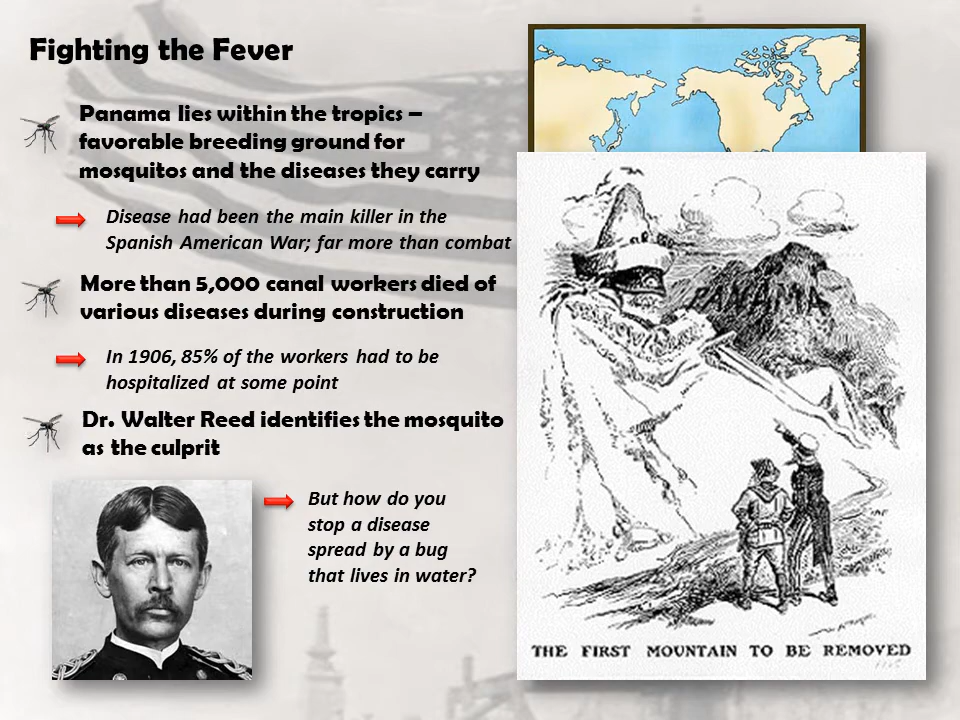 Fighting the Fever
Panama lies within the tropics –
favorable breeding ground for
mosquitos and the diseases they carry
Disease had been the main killer in the
Spanish American War; far more than combat
More than 5,000 canal workers died of
various diseases during construction
In 1906, 85% of the workers had to be
hospitalized at some point
Dr. Walter Reed identifies the mosquito
as the culprit
But how do you
stop a disease
spread by a bug
that lives in water?
PANAMA
THE FIRST MOUNTAIN TO BE REMOVED